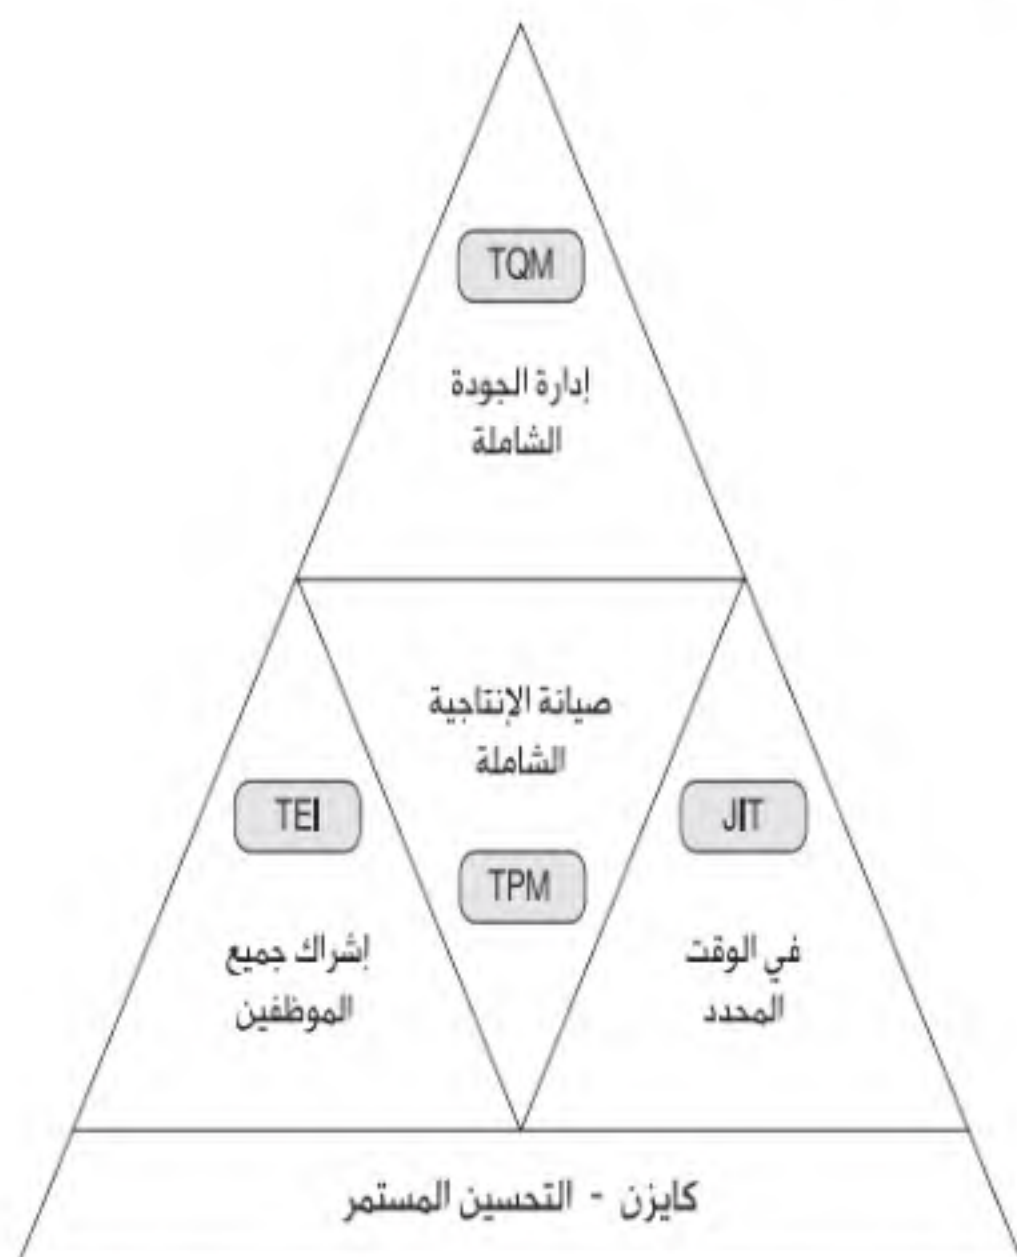 TQM
إدارة الجودة
الشاملة
صيانة الإنتاجية
الشاملة
TPM
JIT
في الوقت
المحدد
TEI
إشراك جميع
الموظفين
كايزن - التحسين المستمر